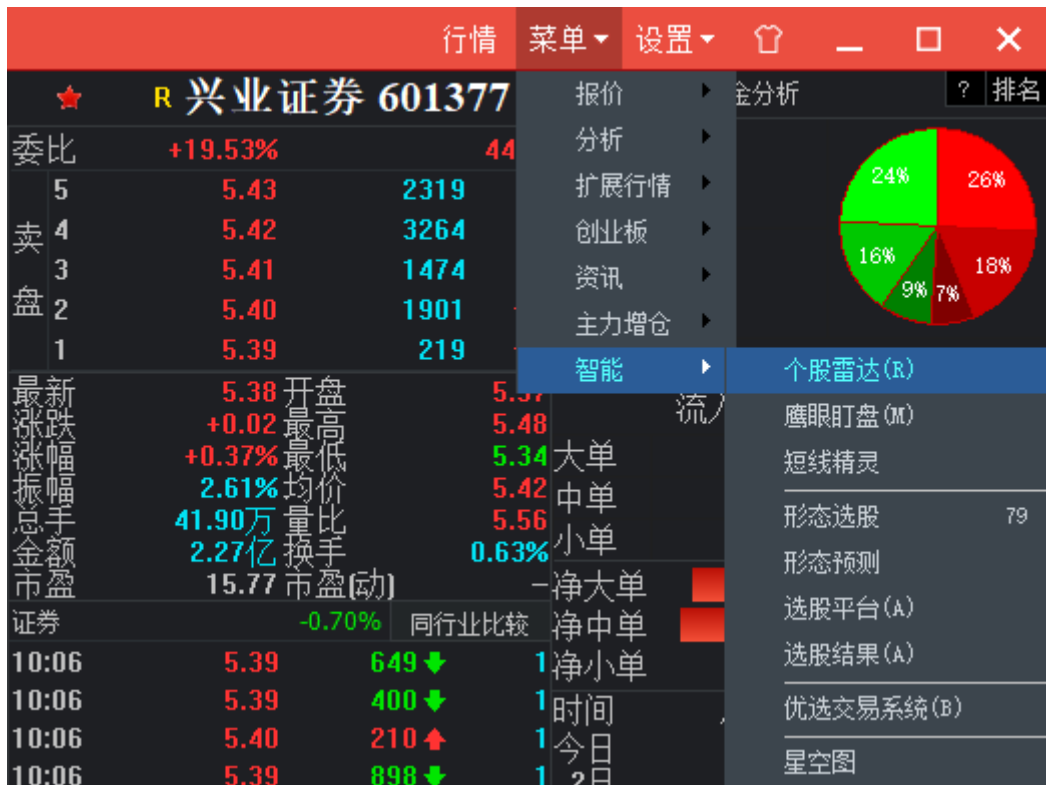 行情 菜单 设置
R 兴业证券 601377
报价
金分析 ? 排名
委比 +19.53% 44
分析
卖盘
5 5.43 2319
扩展行情
4 5.42 3264
创业板
3 5.41 1474
资讯
2 5.40 1901
主力增仓
1 5.39 219
智能
24% 26%
16% 18%
9% 7%
个股雷达(R)
鹰眼盯盘(M)
短线精灵
形态选股 79
形态预测
选股平台(A)
选股结果(A)
优选交易系统(B)
星空图
最新 5.38 开盘 5.37
涨跌 +0.02 最高 5.48
涨幅 +0.37% 最低 5.34
振幅 2.61% 均价 5.42
总手 41.90万 量比 5.56
金额 2.27亿 换手 0.63%
市盈 15.77 市盈(动) —
流入
大单
中单
小单
净大单
净中单
净小单
证券 -0.70% 同行业比较
10:06 5.39 649 1
10:06 5.39 400 1
10:06 5.40 210 1
10:06 5.39 898 1
时间
今日
2日